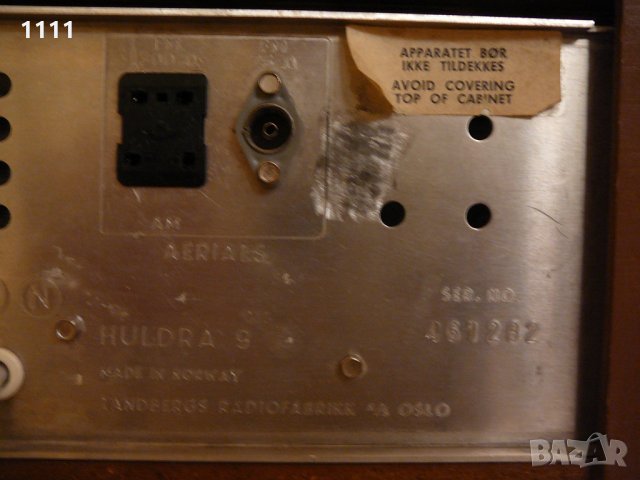 1111
APPARATET BØR
IKKE TILDEKKES
AVOID COVERING
TOP OF CABINET
AM
AERIALS
N
SER. NO.
HULDRA 9
MADE IN NORWAY
TANDBERGS RADIOFABRIKK A/S OSLO
BAZAR